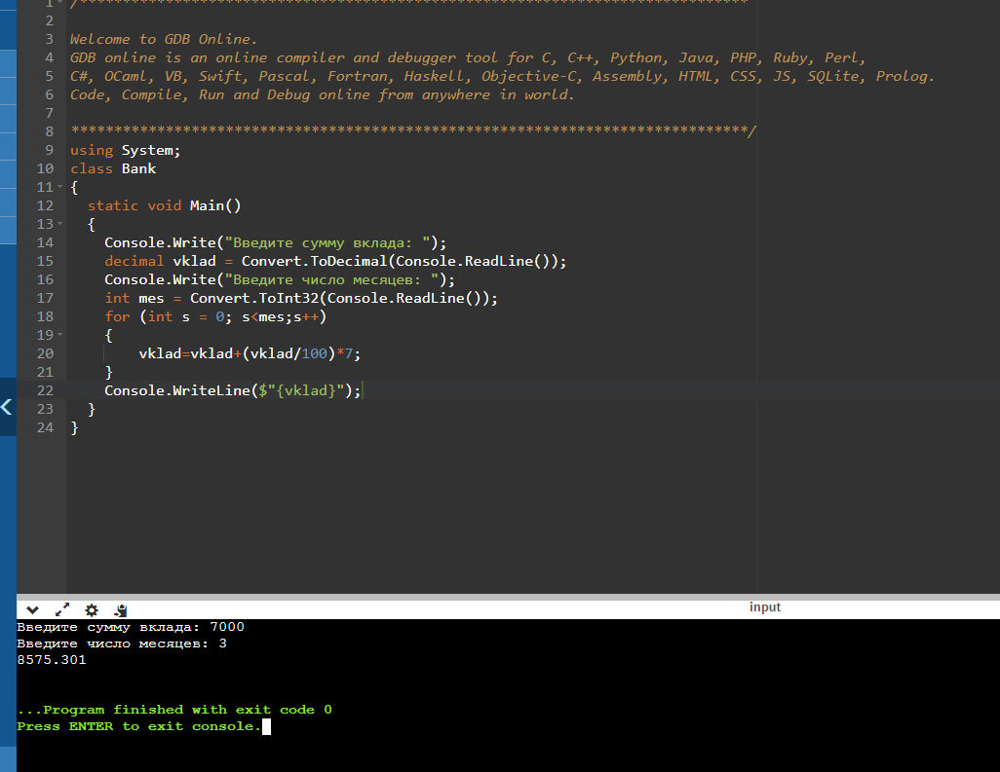 1 /******************************************************************************
2
3 Welcome to GDB Online.
4 GDB online is an online compiler and debugger tool for C, C++, Python, Java, PHP, Ruby, Perl,
5 C#, OCaml, VB, Swift, Pascal, Fortran, Haskell, Objective-C, Assembly, HTML, CSS, JS, SQLite, Prolog.
6 Code, Compile, Run and Debug online from anywhere in world.
7
8 *******************************************************************************/
9 using System;
10 class Bank
11 {
12 static void Main()
13 {
14 Console.Write("Введите сумму вклада: ");
15 decimal vklad = Convert.ToDecimal(Console.ReadLine());
16 Console.Write("Введите число месяцев: ");
17 int mes = Convert.ToInt32(Console.ReadLine());
18 for (int s = 0; s<mes;s++)
19 {
20 vklad=vklad+(vklad/100)*7;
21 }
22 Console.WriteLine($"{vklad}");
23 }
24 }
input
Введите сумму вклада: 7000
Введите число месяцев: 3
8575.301
...Program finished with exit code 0
Press ENTER to exit console.